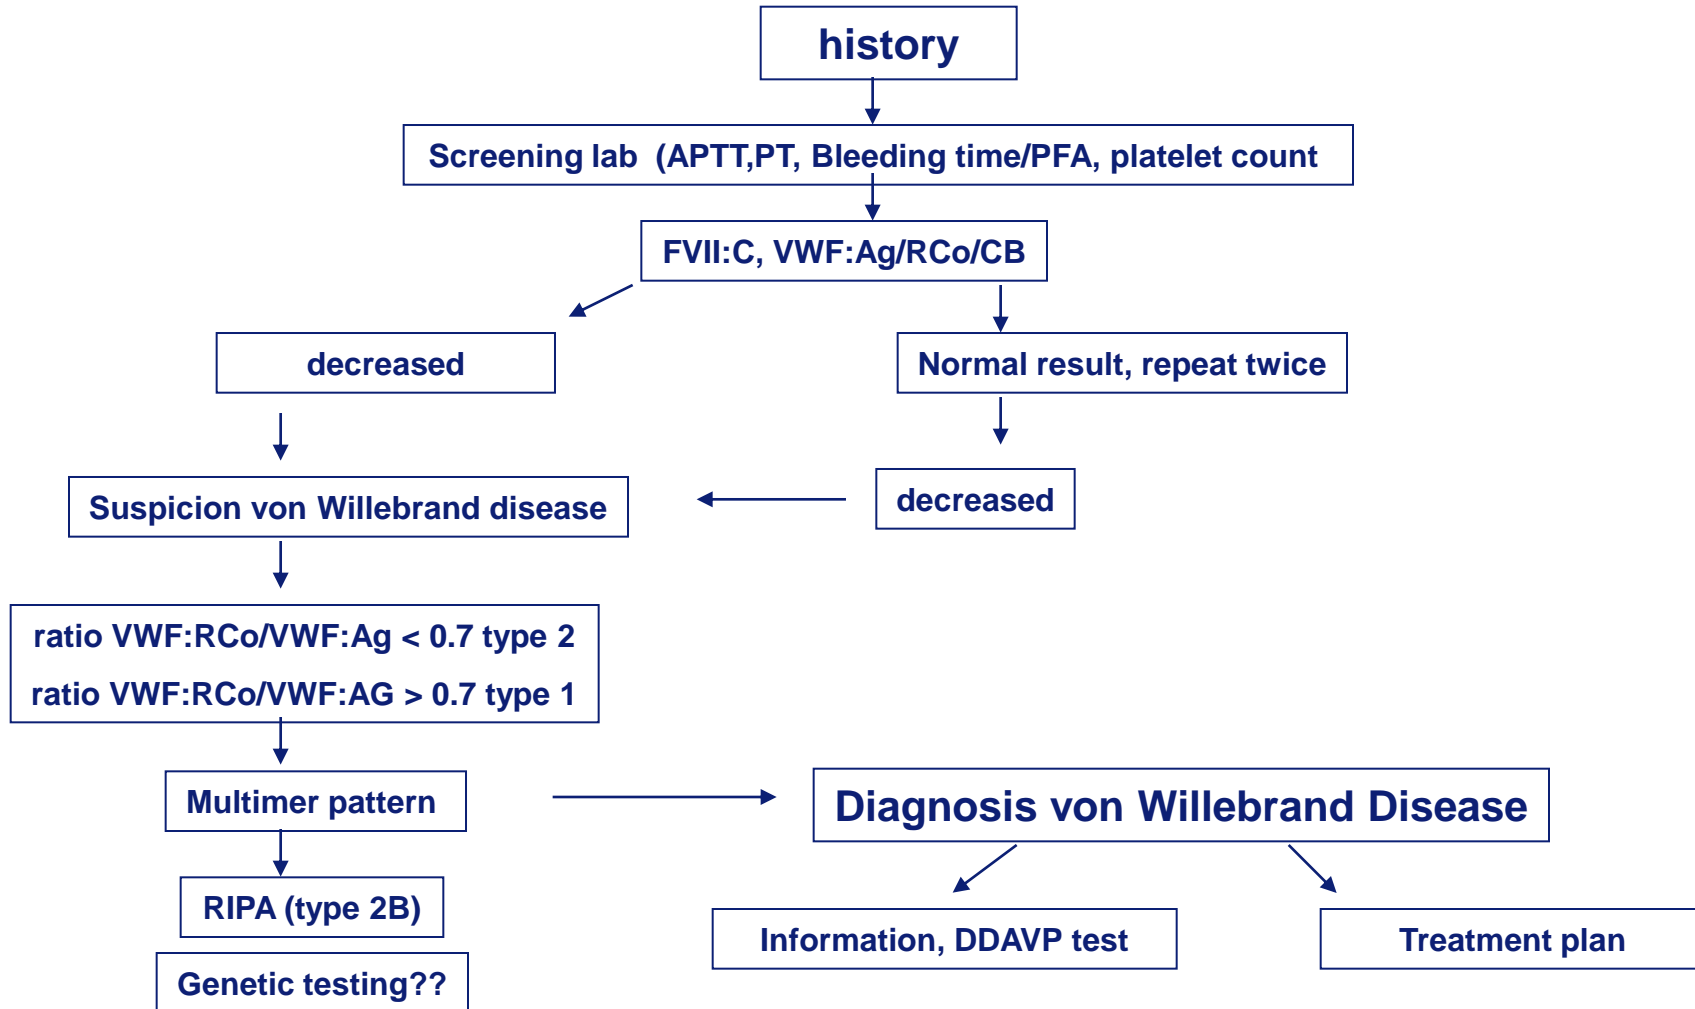 history
Screening lab (APTT,PT, Bleeding time/PFA, platelet count
FVII:C, VWF:Ag/RCo/CB
decreased
Normal result, repeat twice
Suspicion von Willebrand disease
decreased
ratio VWF:RCo/VWF:Ag < 0.7 type 2
ratio VWF:RCo/VWF:AG > 0.7 type 1
Multimer pattern
Diagnosis von Willebrand Disease
RIPA (type 2B)
Information, DDAVP test
Treatment plan
Genetic testing??